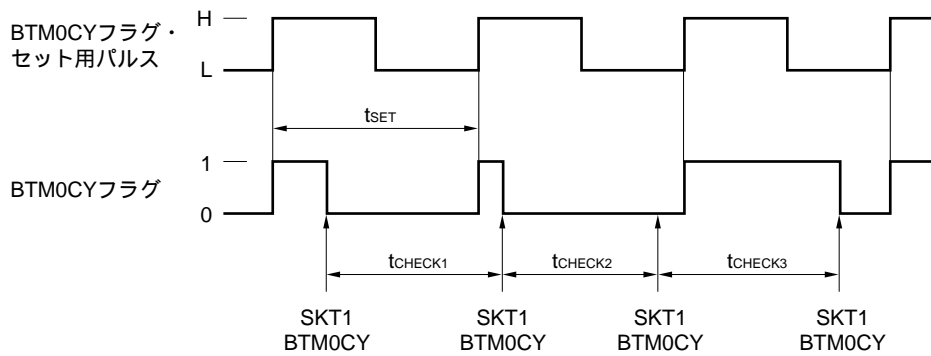 H
BTM0CYフラグ・
セット用パルス
L
tSET
1
BTM0CYフラグ
0
tCHECK1
tCHECK2
tCHECK3
SKT1
BTM0CY
SKT1
BTM0CY
SKT1
BTM0CY
SKT1
BTM0CY